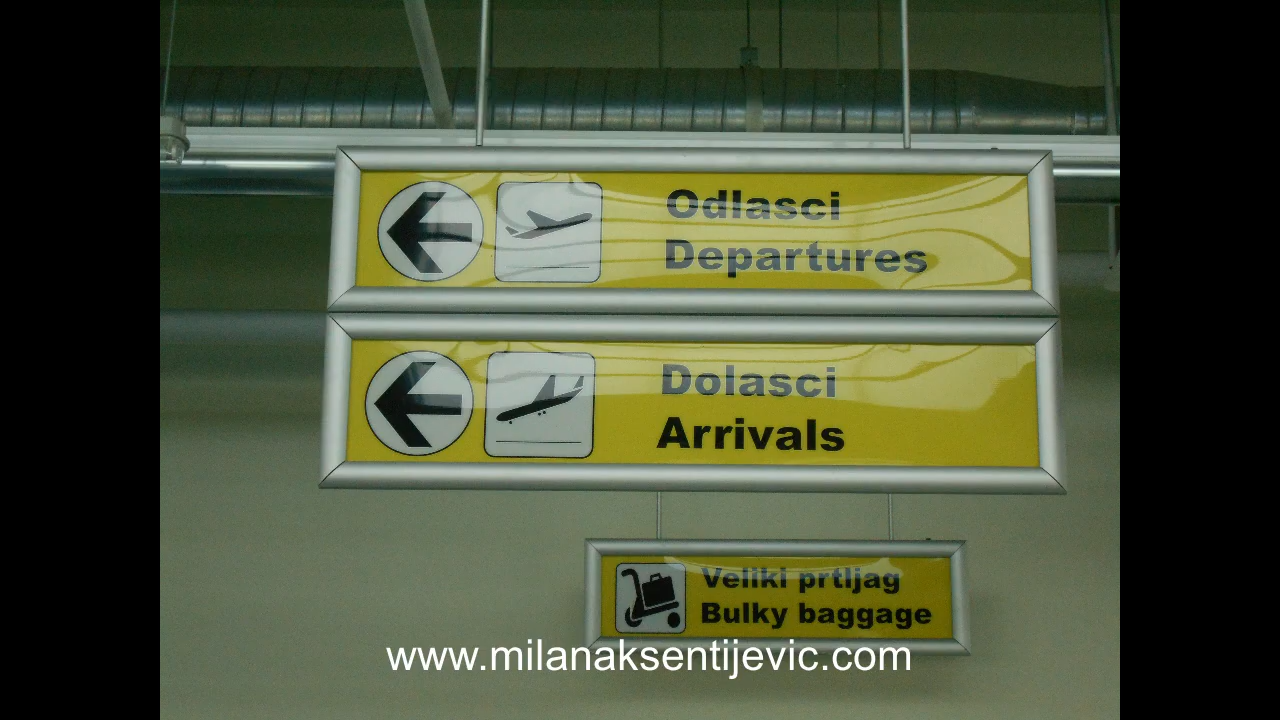 Odlasci
Departures
Dolasci
Arrivals
Veliki prtljag
Bulky baggage
www.milanaksentijevic.com